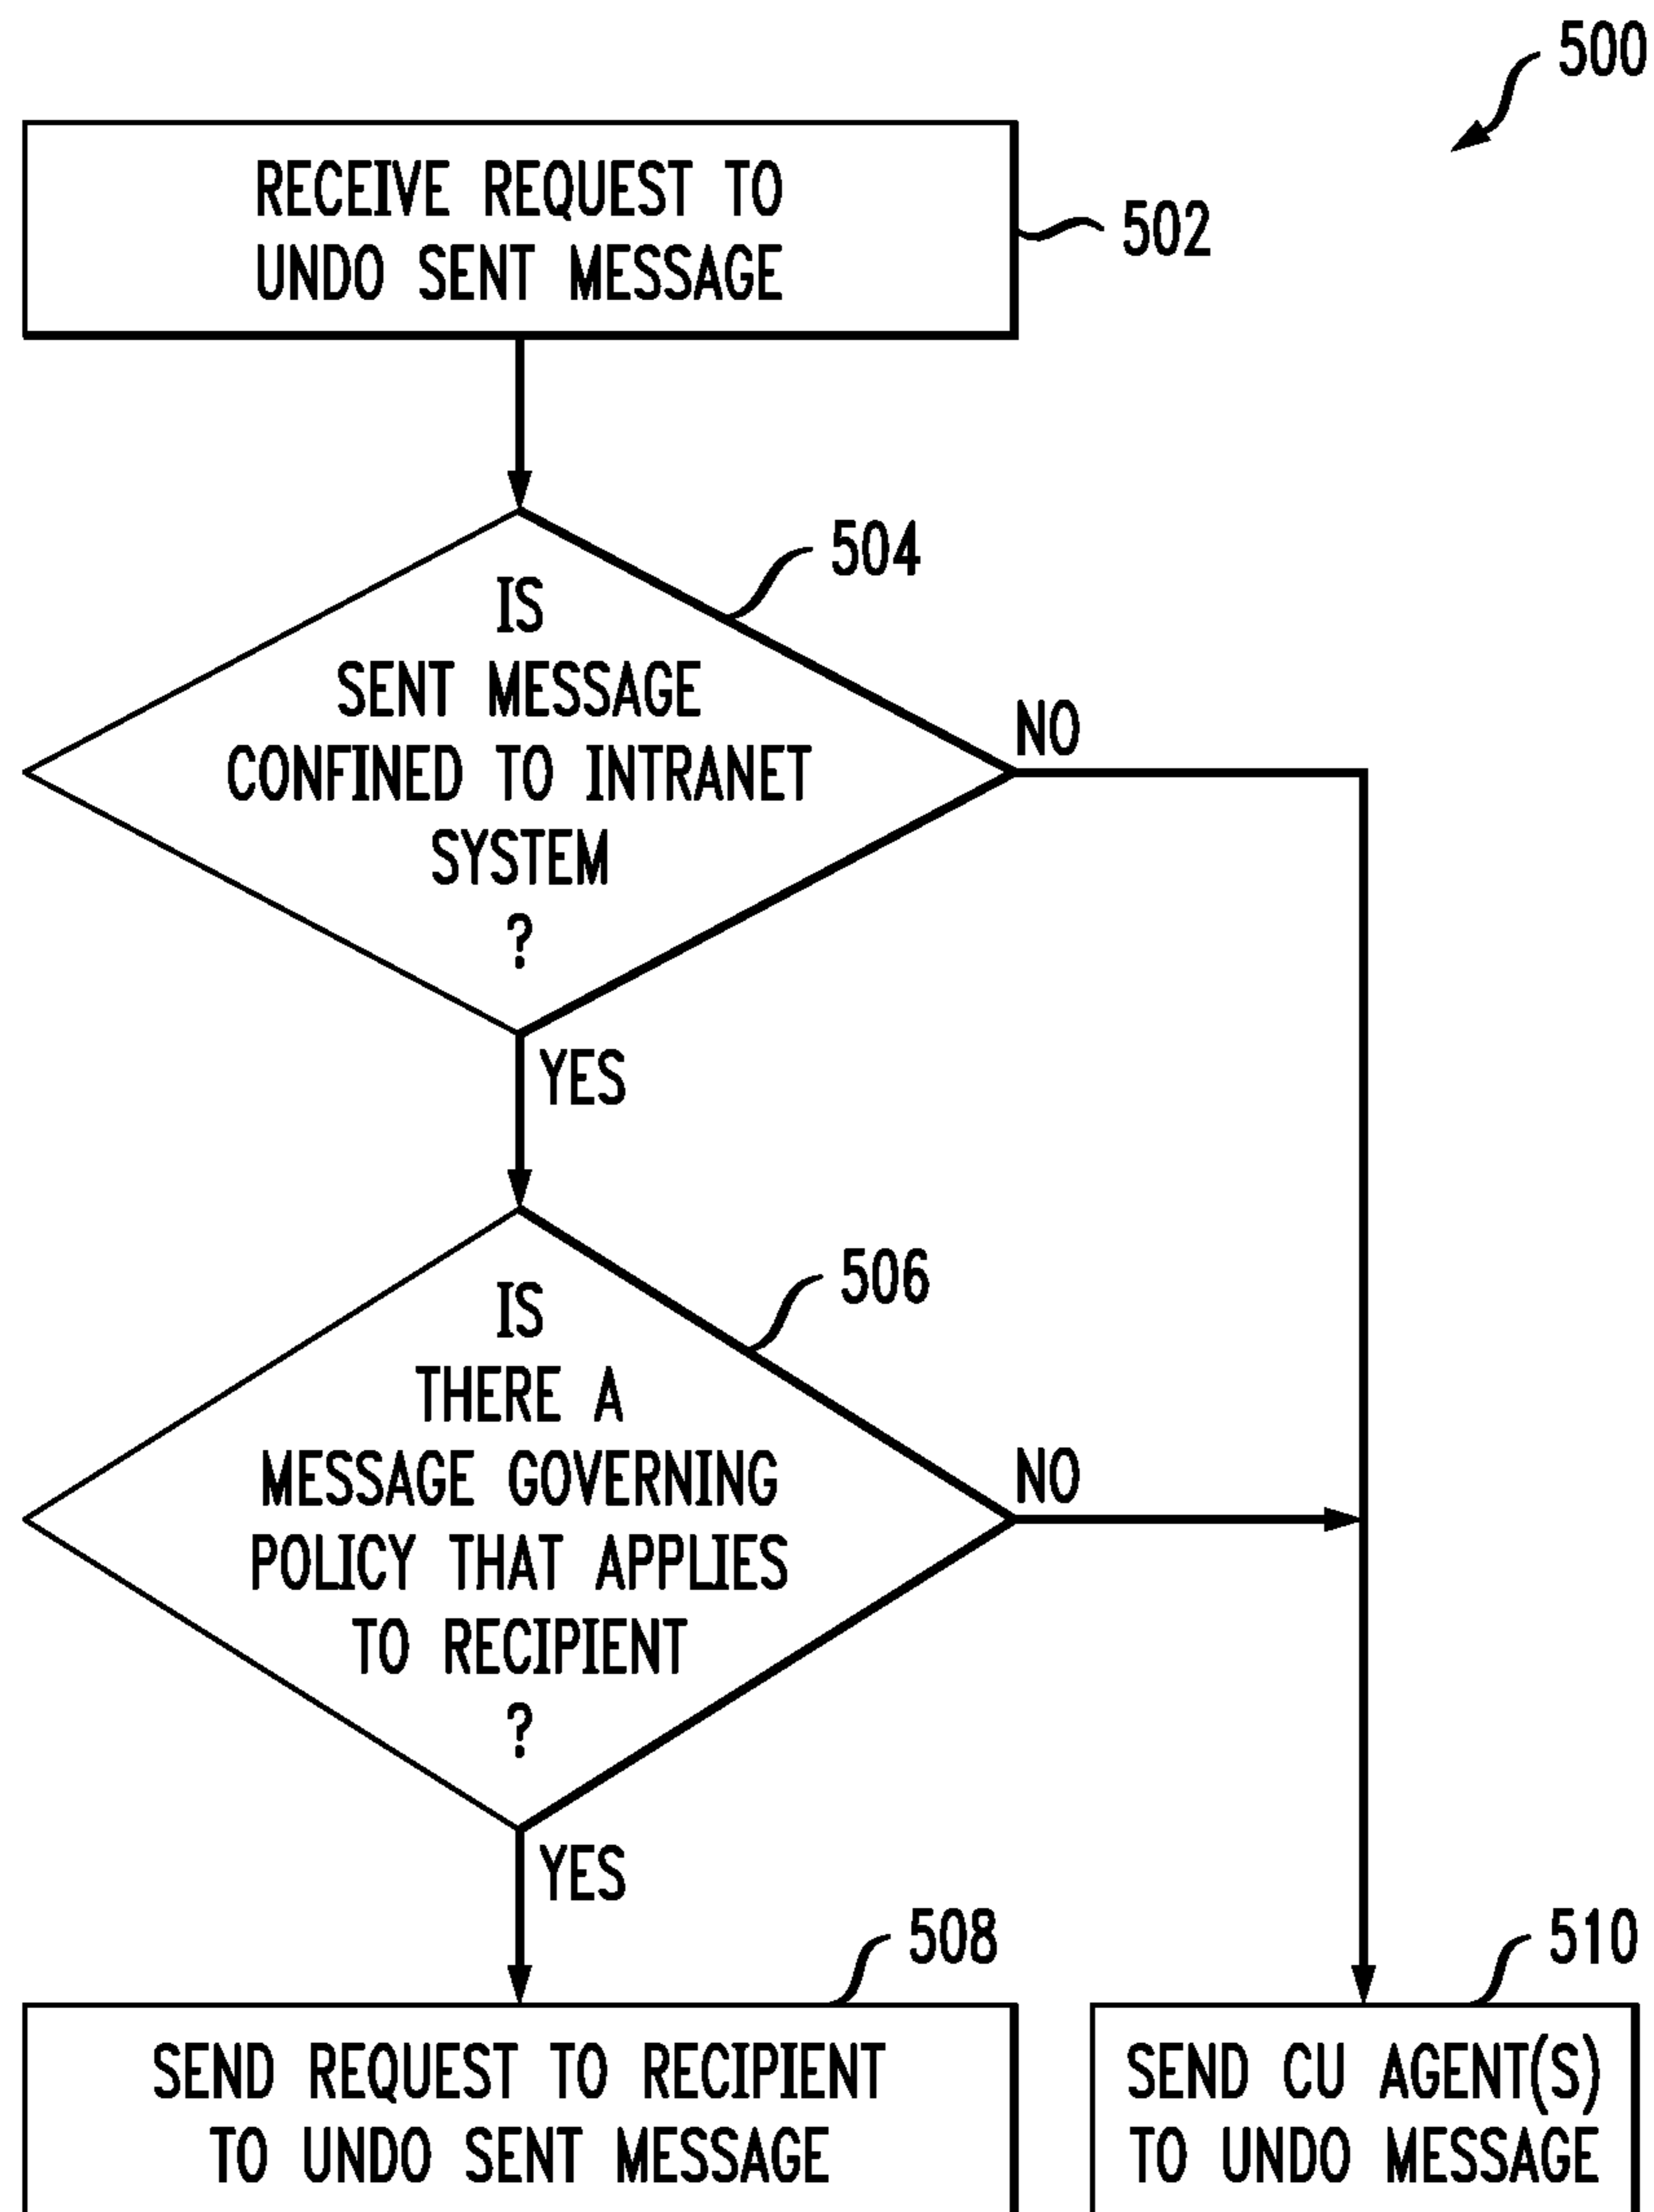 500
RECEIVE REQUEST TO
UNDO SENT MESSAGE
502
504
IS
SENT MESSAGE
CONFINED TO INTRANET
SYSTEM
?
NO
YES
506
IS
THERE A
MESSAGE GOVERNING
POLICY THAT APPLIES
TO RECIPIENT
?
NO
YES
508
SEND REQUEST TO RECIPIENT
TO UNDO SENT MESSAGE
510
SEND CU AGENT(S)
TO UNDO MESSAGE